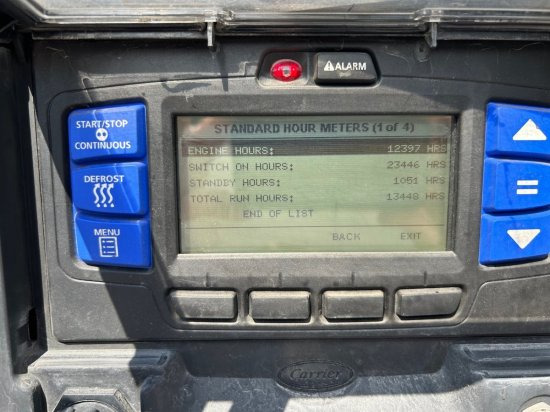 ALARM
START/STOP
CONTINUOUS
DEFROST
MENU
STANDARD HOUR METERS (1 of 4)
ENGINE HOURS: 12397 HRS
SWITCH ON HOURS: 23446 HRS
STANDBY HOURS: 1051 HRS
TOTAL RUN HOURS: 13448 HRS
END OF LIST
BACK EXIT
=
Carrier